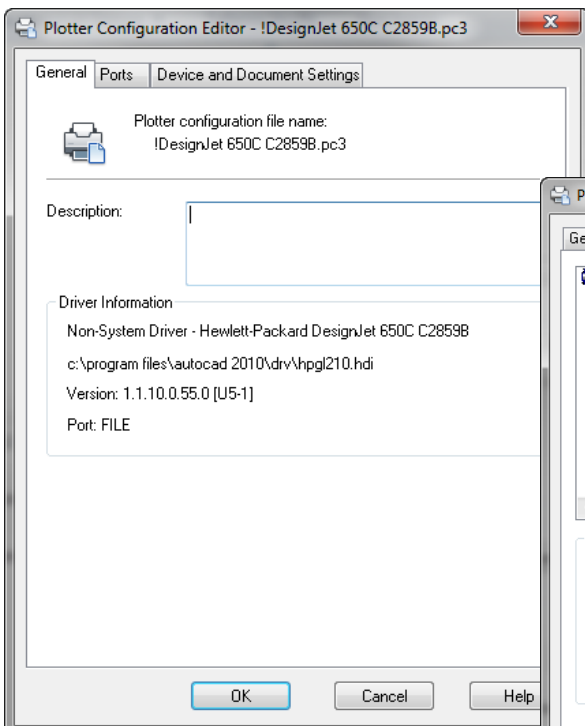 Plotter Configuration Editor - !DesignJet 650C C2859B.pc3
General Ports Device and Document Settings
Plotter configuration file name:
!DesignJet 650C C2859B.pc3
Description:
Driver Information
Non-System Driver - Hewlett-Packard DesignJet 650C C2859B
c:\program files\autocad 2010\drv\hpgl210.hdi
Version: 1.1.10.0.55.0 [U5-1]
Port: FILE
OK Cancel Help
P
Ge